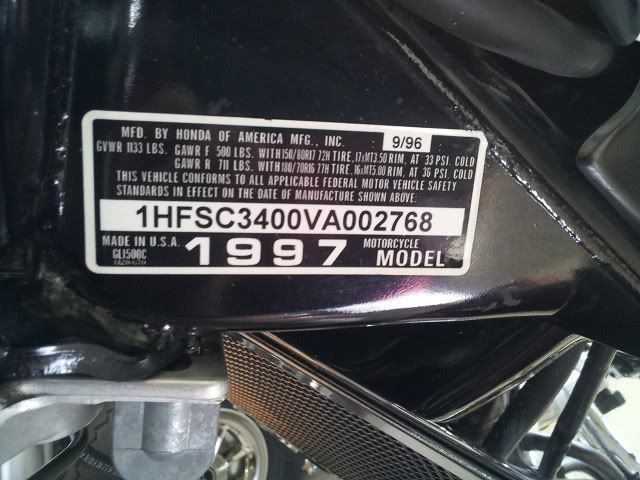 MFD. BY HONDA OF AMERICA MFG., INC. 9/96
GVWR 1133 LBS. GAWR F 500 LBS. WITH 150/80R17 72H TIRE, 17xMT3.50 RIM, AT 33 PSI. COLD
GAWR R 711 LBS. WITH 180/70R16 77H TIRE, 16xMT5.00 RIM, AT 36 PSI. COLD
THIS VEHICLE CONFORMS TO ALL APPLICABLE FEDERAL MOTOR VEHICLE SAFETY
STANDARDS IN EFFECT ON THE DATE OF MANUFACTURE SHOWN ABOVE.
1HFSC3400VA002768
MADE IN U.S.A. 1997 MOTORCYCLE
GL1500C MODEL